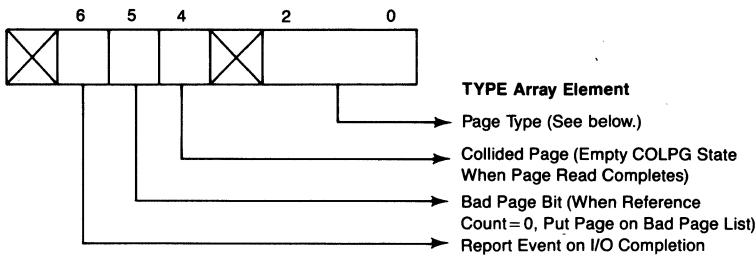 6 5 4 2 0
TYPE Array Element
Page Type (See below.)
Collided Page (Empty COLPG State
When Page Read Completes)
Bad Page Bit (When Reference
Count=0, Put Page on Bad Page List)
Report Event on I/O Completion